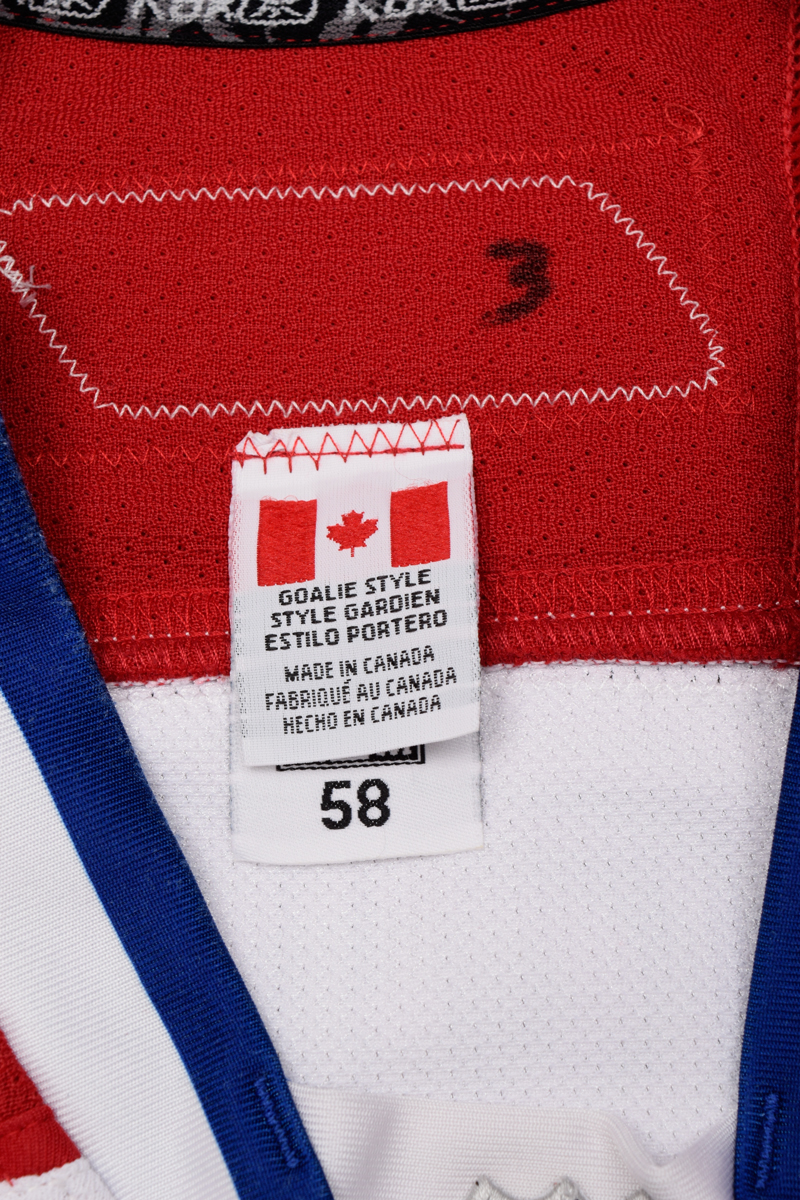 3
GOALIE STYLE
STYLE GARDIEN
ESTILO PORTERO
MADE IN CANADA
FABRIQUÉ AU CANADA
HECHO EN CANADA
58